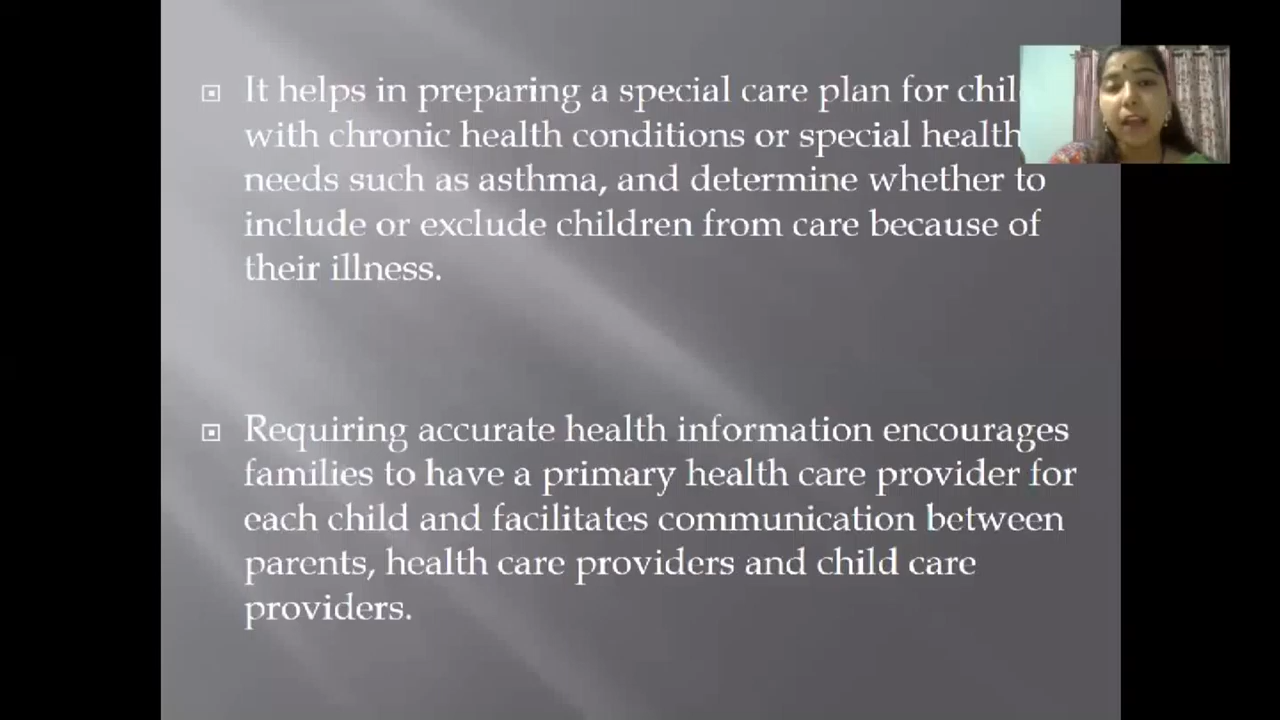 It helps in preparing a special care plan for chil
with chronic health conditions or special health
needs such as asthma, and determine whether to
include or exclude children from care because of
their illness.
Requiring accurate health information encourages
families to have a primary health care provider for
each child and facilitates communication between
parents, health care providers and child care
providers.